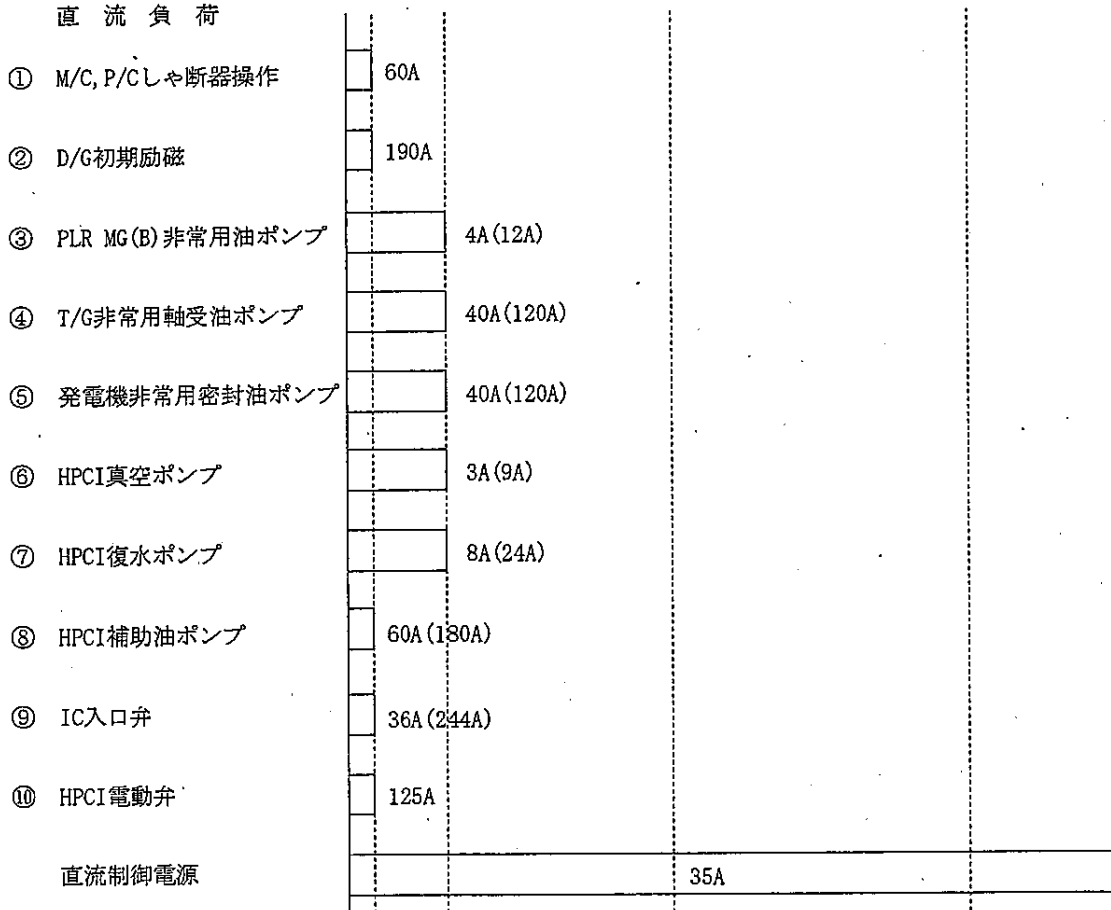 直流負荷
① M/C,P/Cしゃ断器操作 60A
② D/G初期励磁 190A
③ PLR MG(B)非常用油ポンプ 4A(12A)
④ T/G非常用軸受油ポンプ 40A(120A)
⑤ 発電機非常用密封油ポンプ 40A(120A)
⑥ HPCI真空ポンプ 3A(9A)
⑦ HPCI復水ポンプ 8A(24A)
⑧ HPCI補助油ポンプ 60A(180A)
⑨ IC入口弁 36A(244A)
⑩ HPCI電動弁 125A
直流制御電源 35A